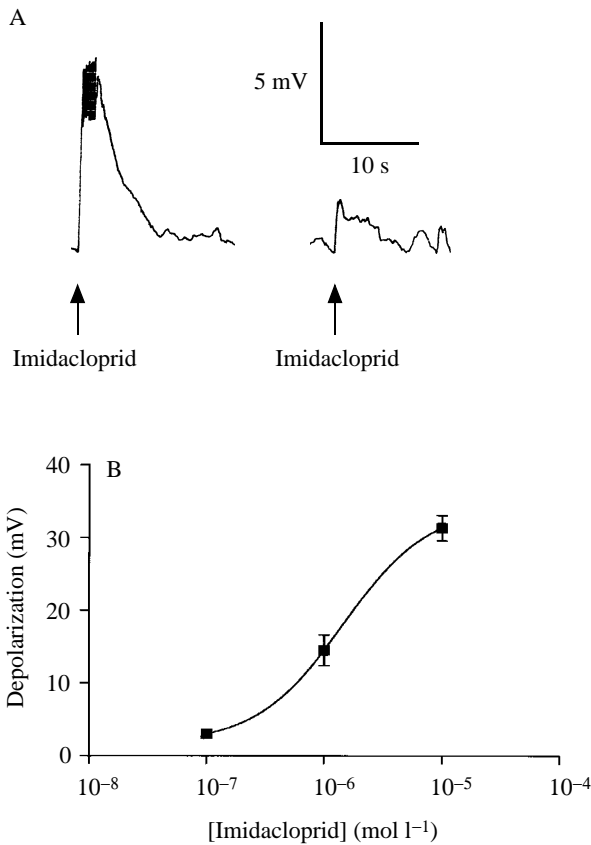 A
5 mV
10 s
Imidacloprid
Imidacloprid
B
40
30
20
10
0
Depolarization (mV)
10⁻⁸
10⁻⁷
10⁻⁶
10⁻⁵
10⁻⁴
[Imidacloprid] (mol l⁻¹)